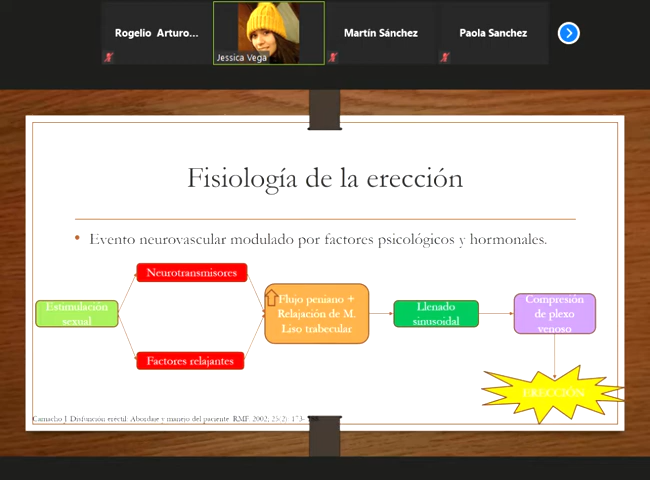 Rogelio Arturo...
Jessica Vega
Martín Sánchez
Paola Sanchez
Fisiología de la erección
• Evento neurovascular modulado por factores psicológicos y hormonales.
Neurotransmisores
Estimulación
sexual
Factores relajantes
Flujo peniano +
Relajación de M.
Liso trabecular
Llenado
sinusoidal
Compresión
de plexo
venoso
ERECCIÓN
Camacho J. Disfunción eréctil: Abordaje y manejo del paciente. RMF 2002; 25(2): 173-